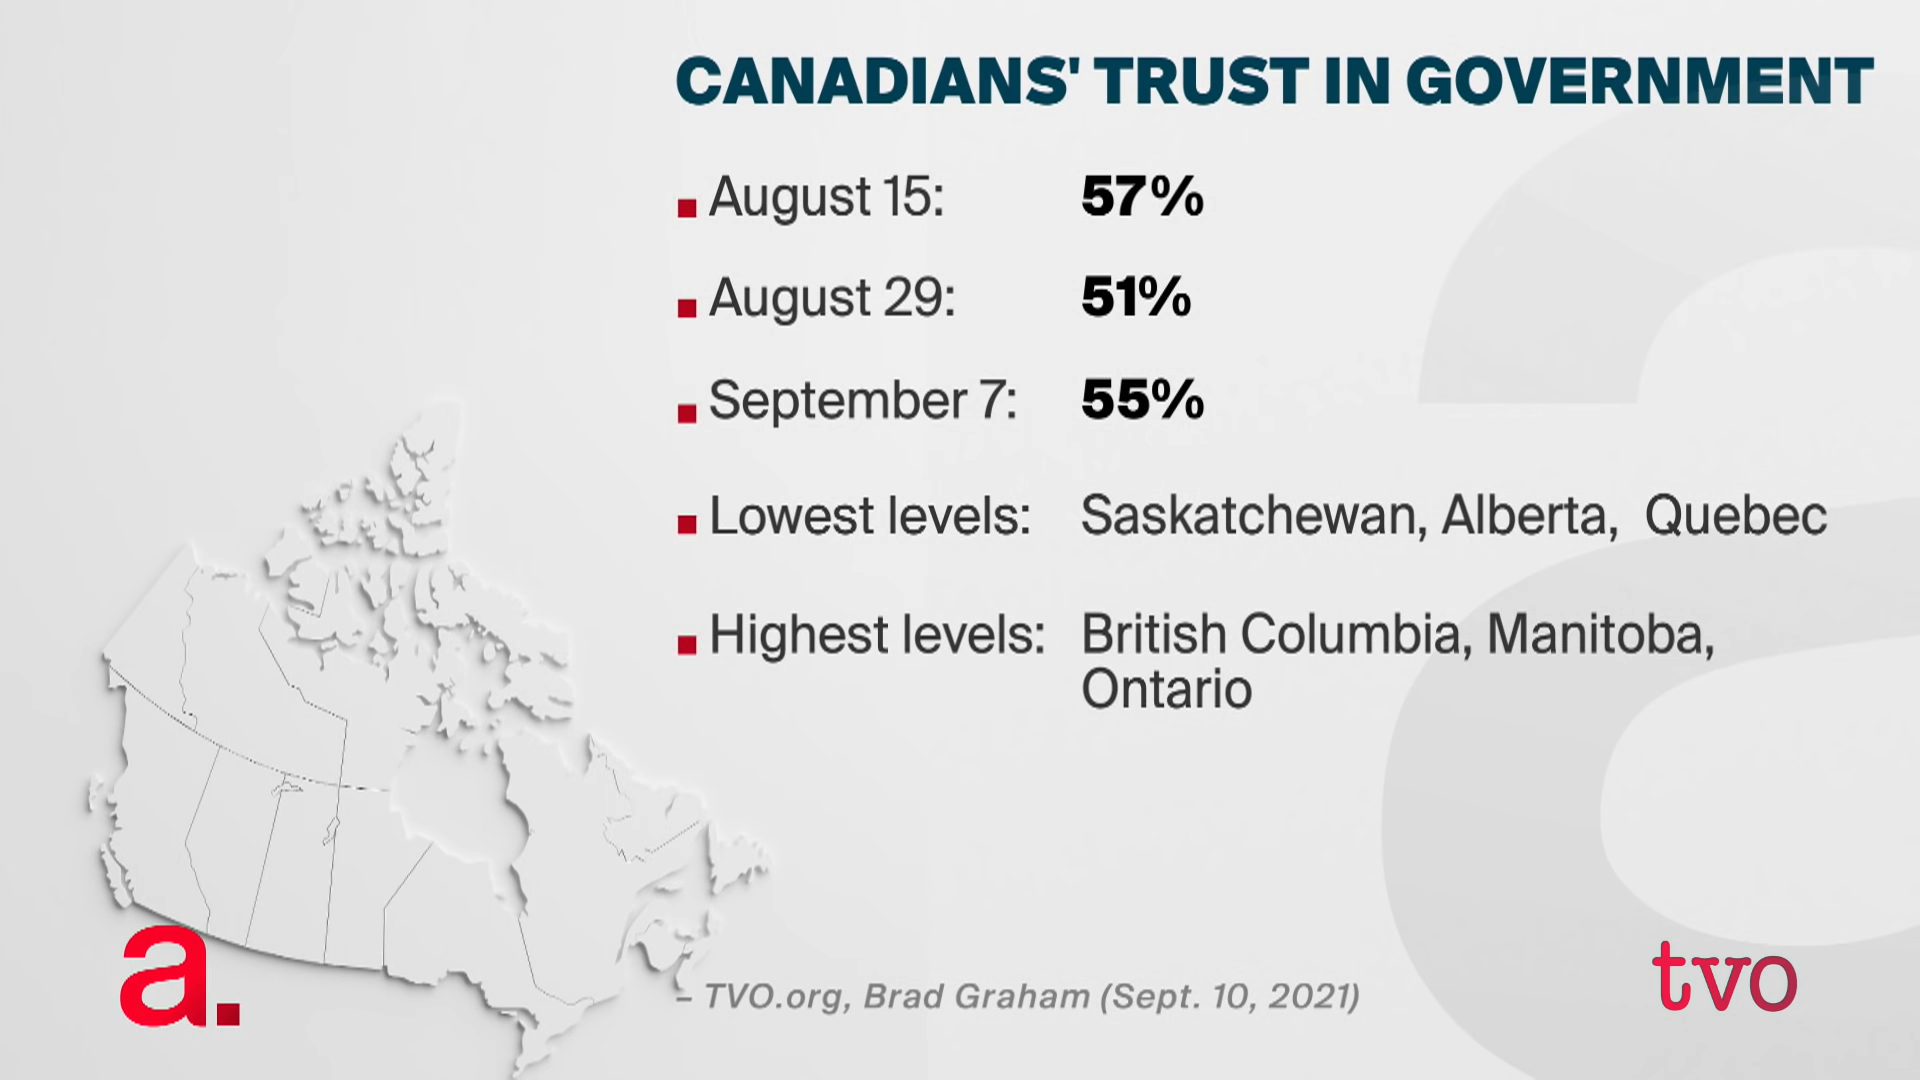 CANADIANS' TRUST IN GOVERNMENT
August 15: 57%
August 29: 51%
September 7: 55%
Lowest levels: Saskatchewan, Alberta, Quebec
Highest levels: British Columbia, Manitoba,
Ontario
– TVO.org, Brad Graham (Sept. 10, 2021)
a.
tvo